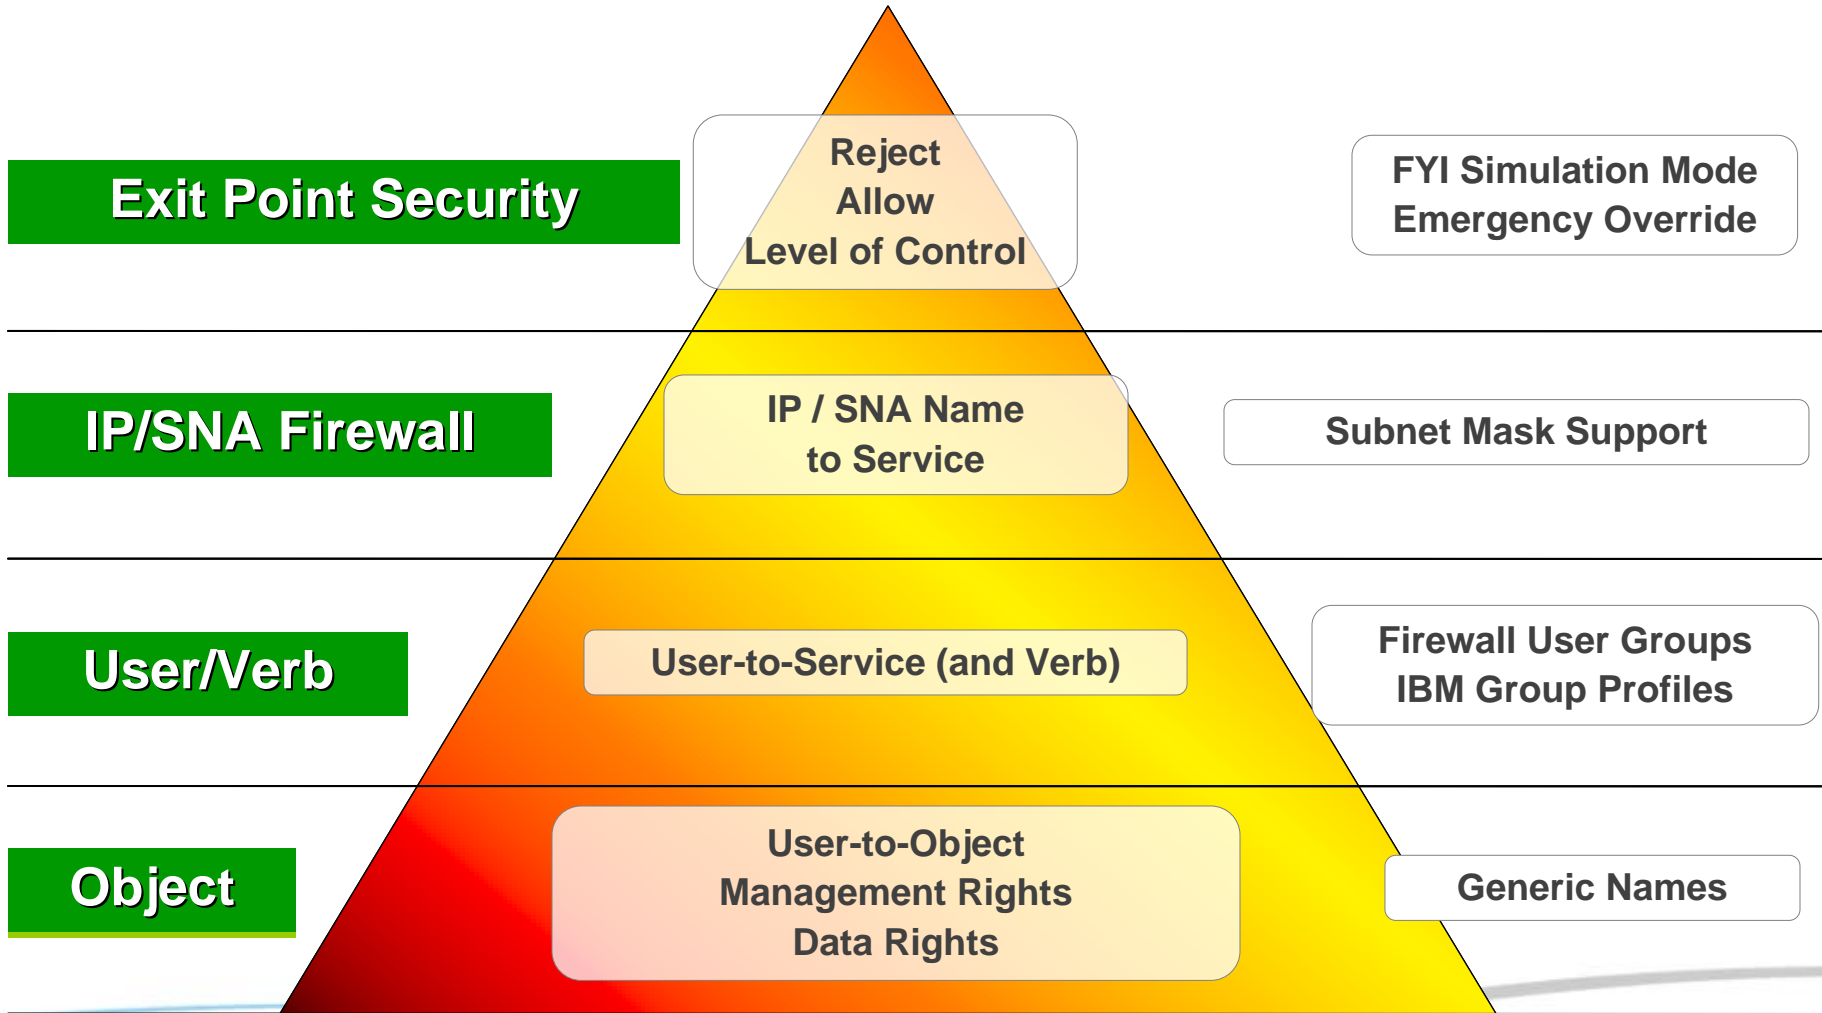 Exit Point Security
Reject
Allow
Level of Control
FYI Simulation Mode
Emergency Override
IP/SNA Firewall
IP / SNA Name
to Service
Subnet Mask Support
User/Verb
User-to-Service (and Verb)
Firewall User Groups
IBM Group Profiles
Object
User-to-Object
Management Rights
Data Rights
Generic Names